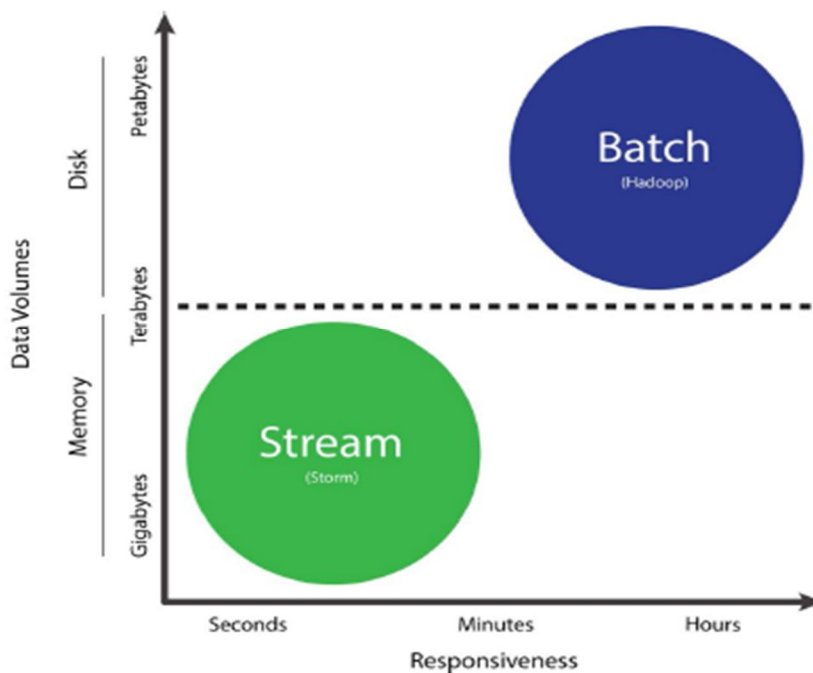 Data Volumes
Disk
Memory
Petabytes
Terabytes
Gigabytes
Batch
(Hadoop)
Stream
(Storm)
Seconds
Minutes
Hours
Responsiveness